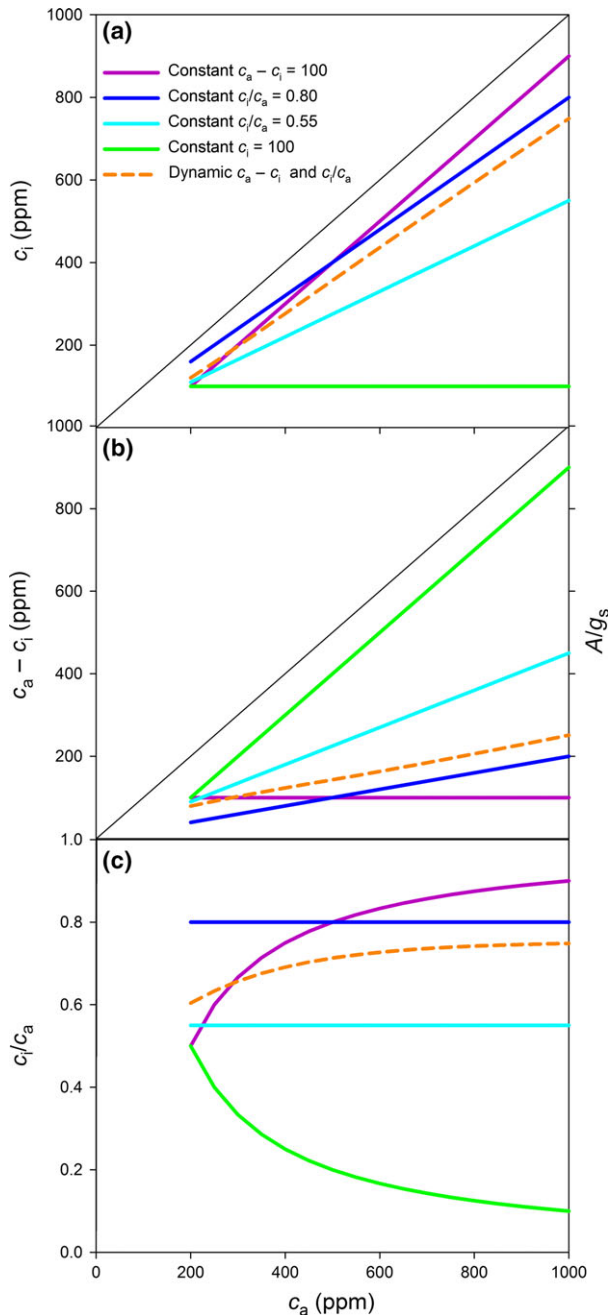 (a)
1000
800
600
400
200
1000
cᵢ (ppm)
Constant cₐ – cᵢ = 100
Constant cᵢ/cₐ = 0.80
Constant cᵢ/cₐ = 0.55
Constant cᵢ = 100
Dynamic cₐ – cᵢ and cᵢ/cₐ
(b)
800
600
400
200
1.0
cₐ – cᵢ (ppm)
A/gₛ
(c)
0.8
0.6
0.4
0.2
0.0
cᵢ/cₐ
0 200 400 600 800 1000
cₐ (ppm)